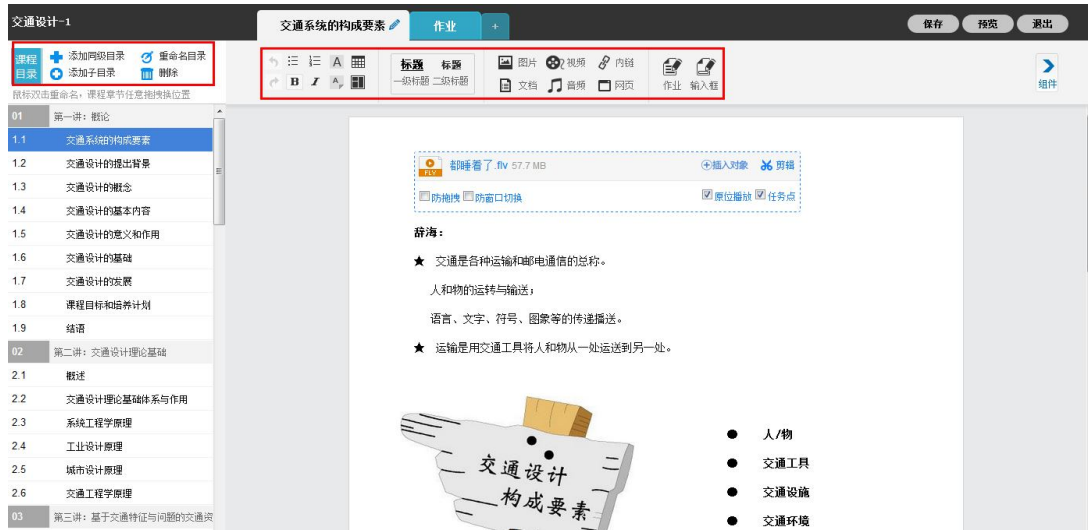 交通设计-1
交通系统的构成要素
作业
+
保存
预览
退出
课程目录
添加同级目录
重命名目录
添加子目录
删除
鼠标双击重命名，课程章节任意拖拽换位置
标题 标题
一级标题 二级标题
图片 视频 内链
文档 音频 网页
作业 输入框
组件
01 第一讲：概论
1.1 交通系统的构成要素
1.2 交通设计的提出背景
1.3 交通设计的概念
1.4 交通设计的基本内容
1.5 交通设计的意义和作用
1.6 交通设计的基础
1.7 交通设计的发展
1.8 课程目标和培养计划
1.9 结语
02 第二讲：交通设计理论基础
2.1 概述
2.2 交通设计理论基础体系与作用
2.3 系统工程学原理
2.4 工业设计原理
2.5 城市设计原理
2.6 交通工程学原理
03 第三讲：基于交通特征与问题的交通资
FLV
都睡着了.flv 57.7 MB
插入对象 剪辑
防拖拽 防窗口切换
原位播放 任务点
辞海：
★ 交通是各种运输和邮电通信的总称。
人和物的运转与输送；
语言、文字、符号、图象等的传递播送。
★ 运输是用交通工具将人和物从一处运送到另一处。
交通设计
构成要素
● 人/物
● 交通工具
● 交通设施
● 交通环境